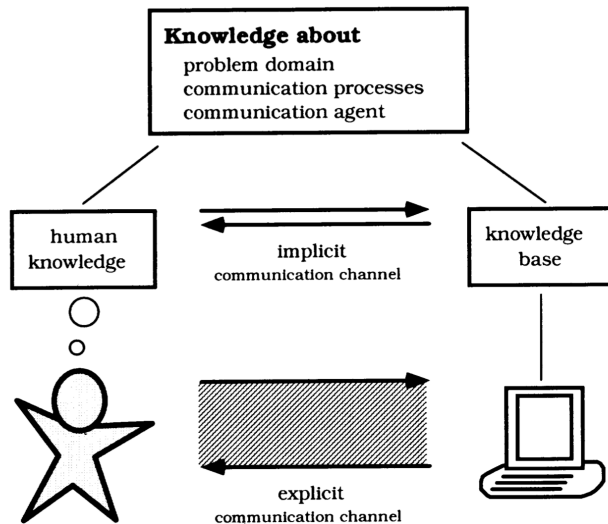 Knowledge about
problem domain
communication processes
communication agent
human
knowledge
implicit
communication channel
knowledge
base
explicit
communication channel